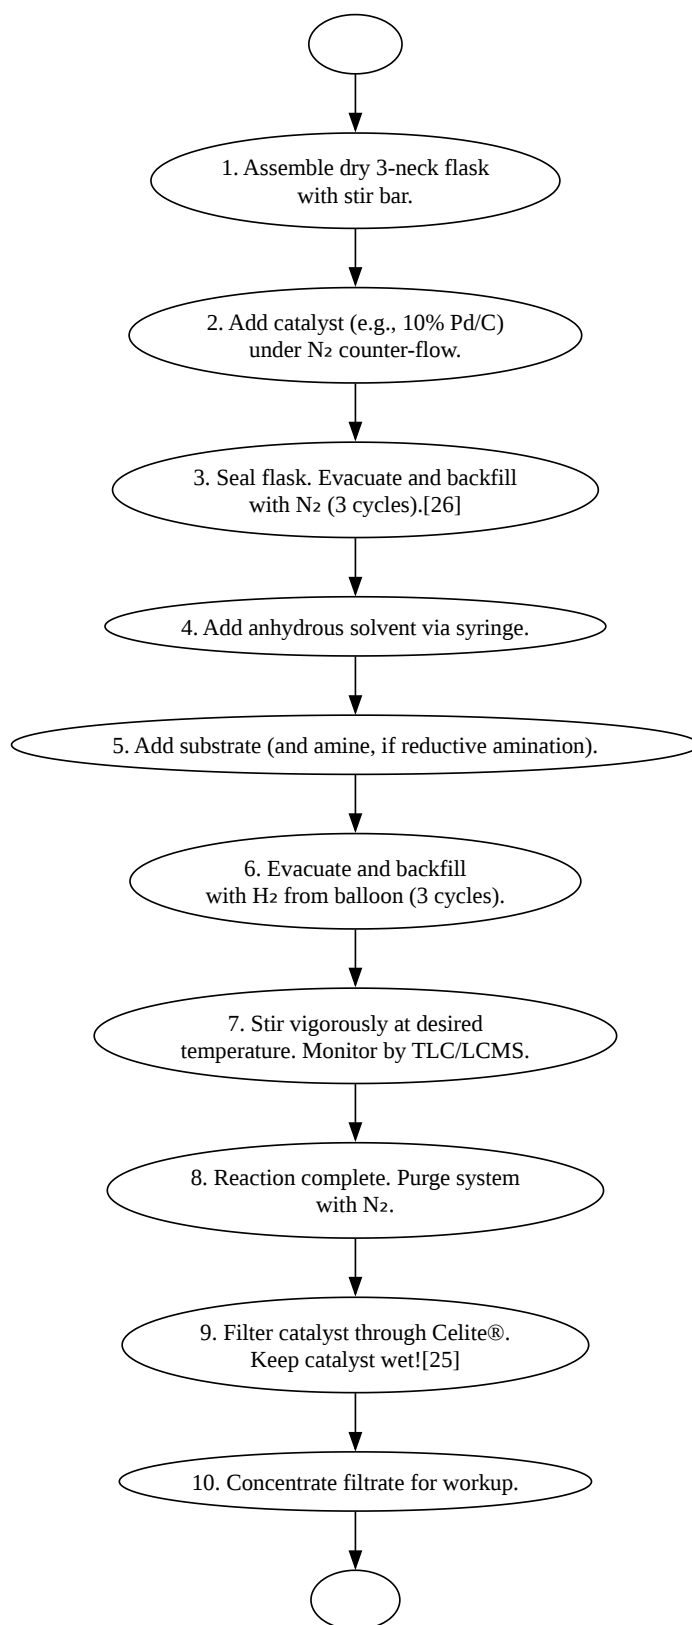 1. Assemble dry 3-neck flask
with stir bar.
2. Add catalyst (e.g., 10% Pd/C)
under N₂ counter-flow.
3. Seal flask. Evacuate and backfill
with N₂ (3 cycles).[26]
4. Add anhydrous solvent via syringe.
5. Add substrate (and amine, if reductive amination).
6. Evacuate and backfill
with H₂ from balloon (3 cycles).
7. Stir vigorously at desired
temperature. Monitor by TLC/LCMS.
8. Reaction complete. Purge system
with N₂.
9. Filter catalyst through Celite®.
Keep catalyst wet![25]
10. Concentrate filtrate for workup.